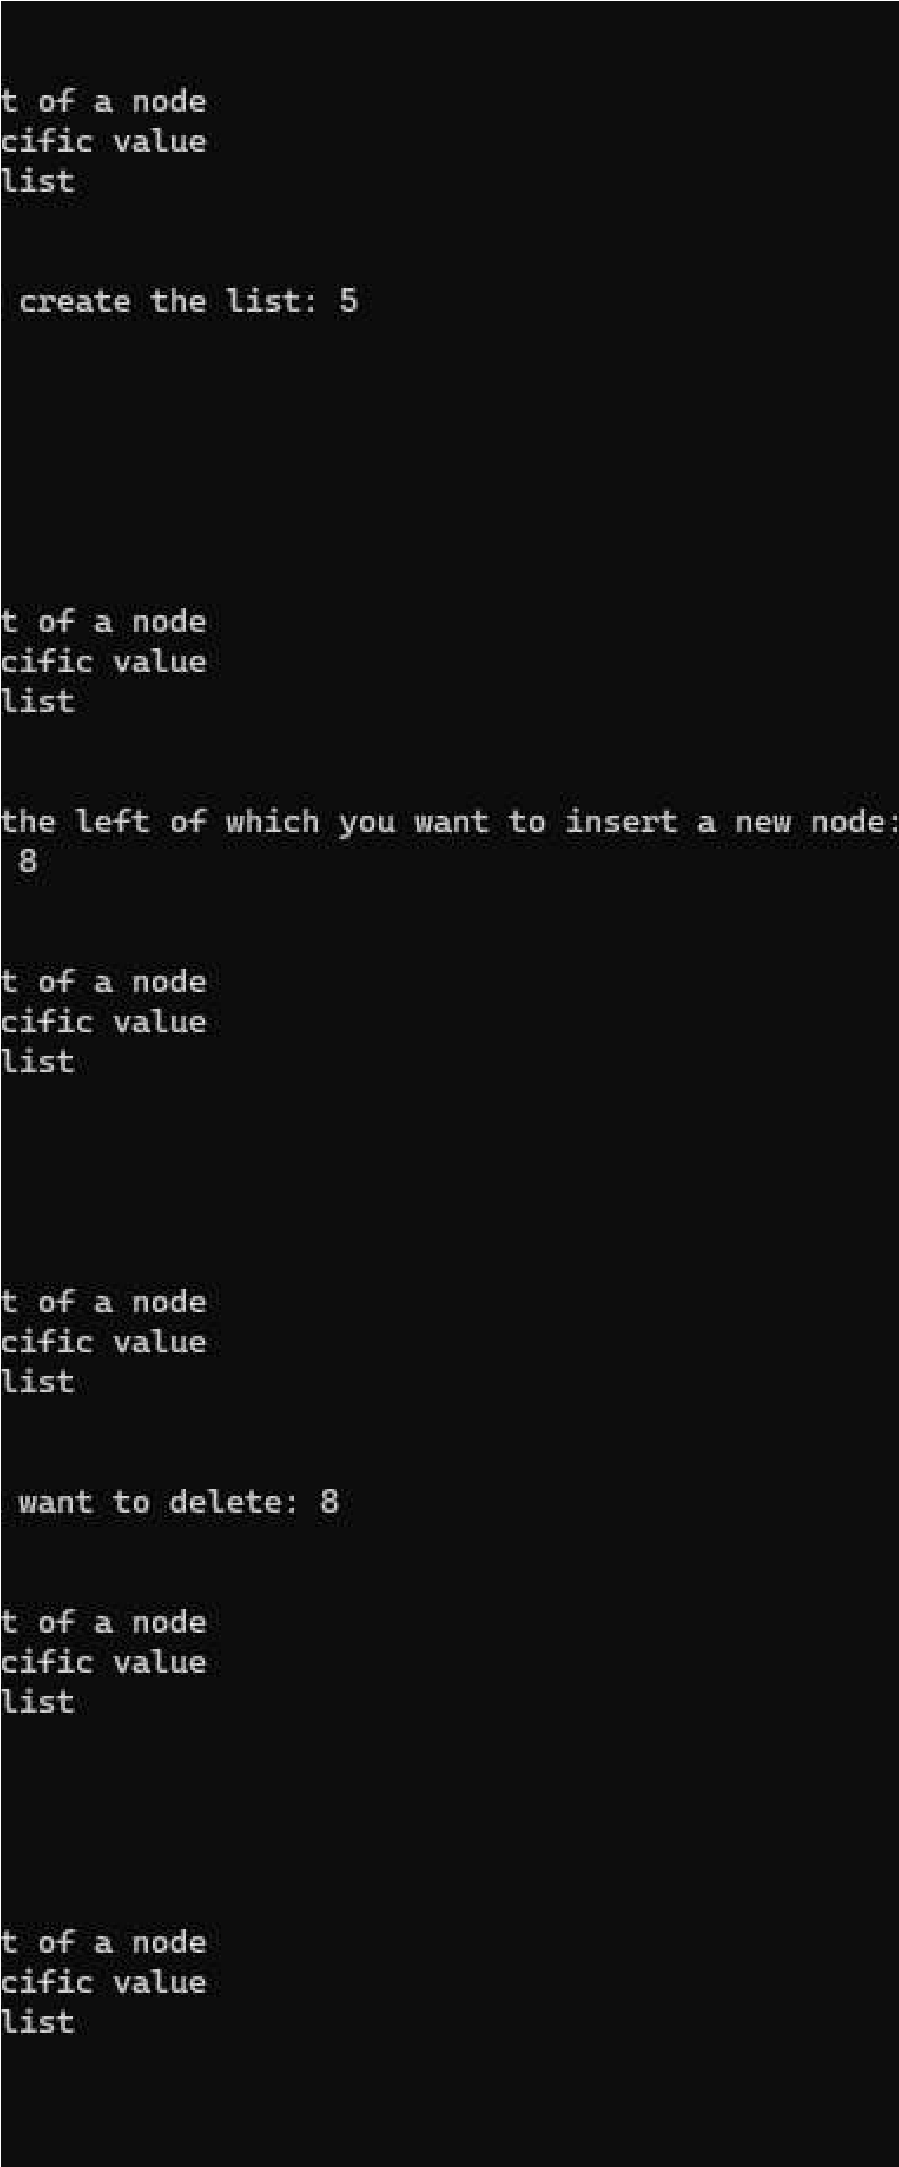 t of a node
cific value
list
create the list: 5
t of a node
cific value
list
the left of which you want to insert a new node:
8
t of a node
cific value
list
t of a node
cific value
list
want to delete: 8
t of a node
cific value
list
t of a node
cific value
list